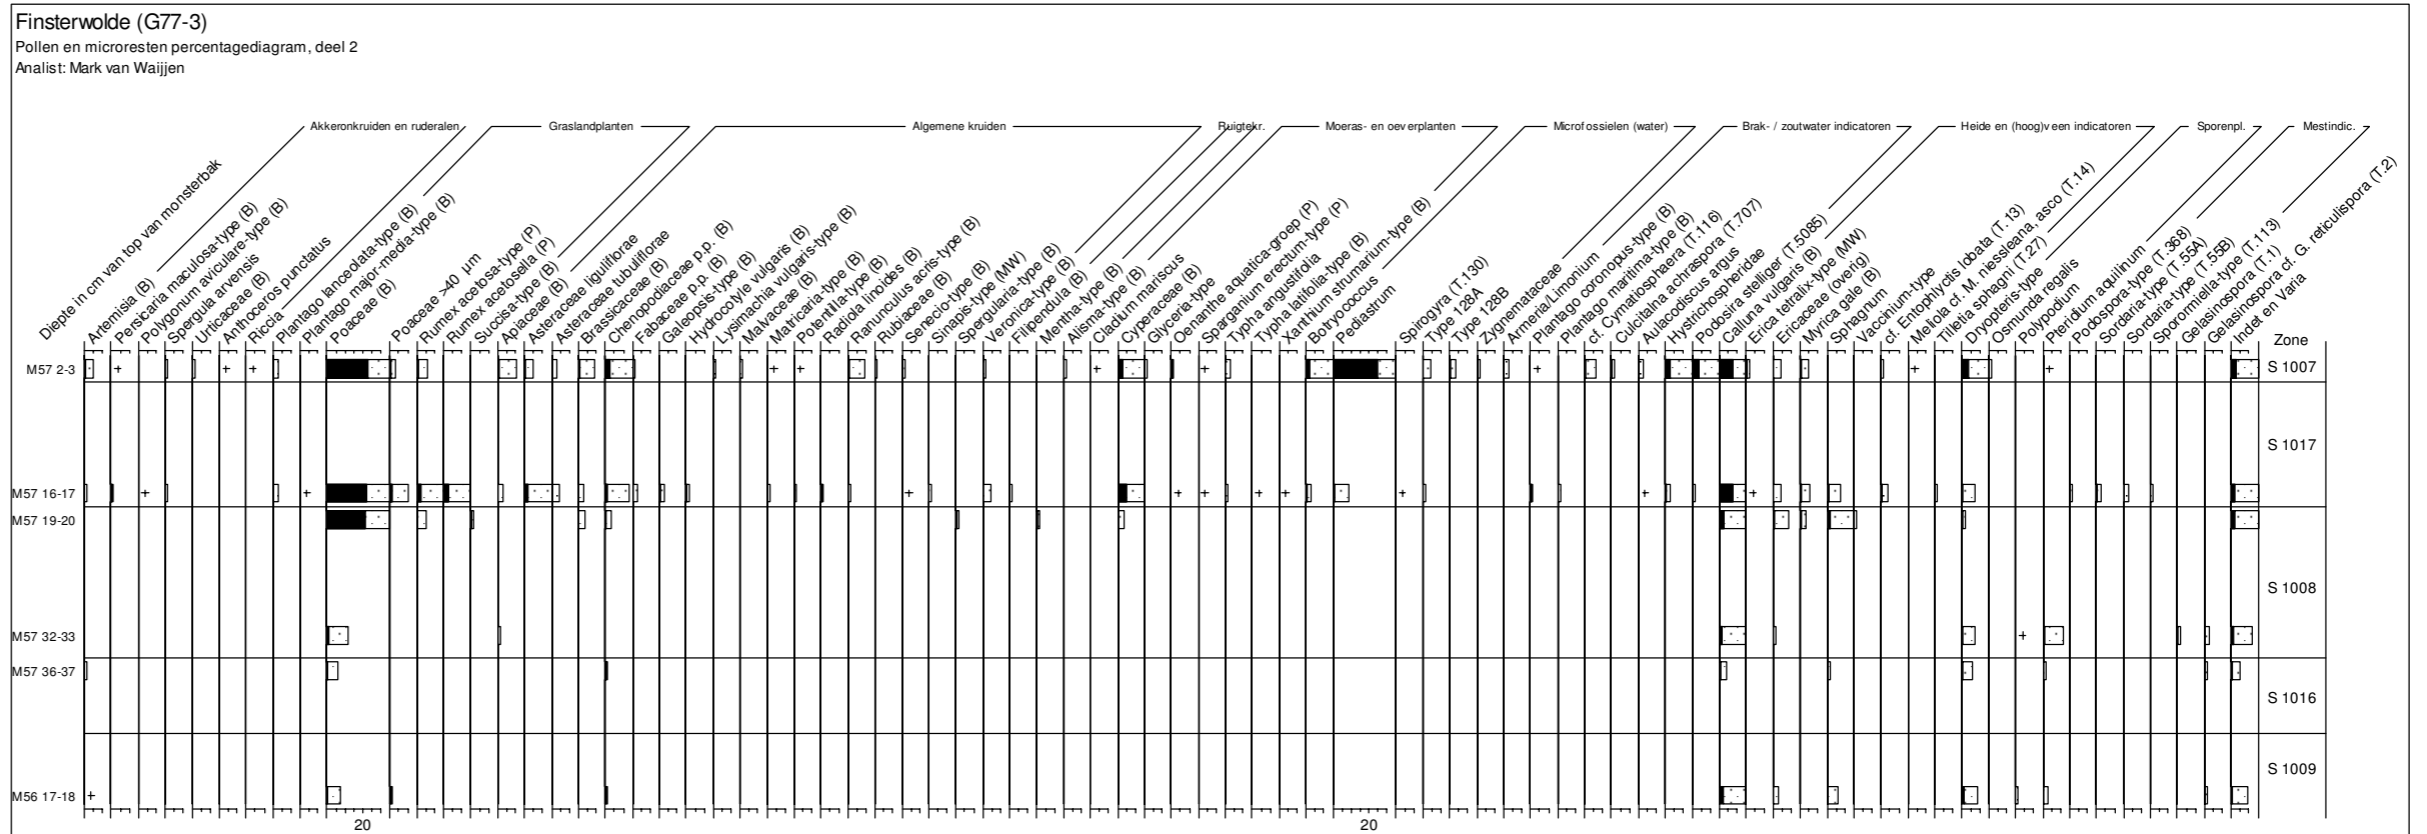 Finsterwolde (G77-3)
Pollen en microresten percentagediagram, deel 2
Analist: Mark van Waijjen
Akkeronkruiden en ruderalen
Graslandplanten
Algemene kruiden
Ruigtekr.
Moeras- en oeverplanten
Microfossielen (water)
Brak- / zoutwater indicatoren
Heide en (hoog)veen indicatoren
Sporenpl.
Mestindic.
Diepte in cm van top van monsterbak
Artemisia (B)
Persicaria maculosa-type (B)
Polygonum aviculare-type (B)
Spergula arvensis
Urticaceae (B)
Anthoceros punctatus
Riccia
Plantago lanceolata-type (B)
Plantago major-media-type (B)
Poaceae (B)
Poaceae >40 µm
Rumex acetosa-type (P)
Rumex acetosella (P)
Succisa-type (B)
Apiaceae (B)
Asteraceae liguliflorae
Asteraceae tubuliflorae
Brassicaceae (B)
Chenopodiaceae p.p. (B)
Fabaceae p.p. (B)
Galeopsis-type (B)
Hydrocotyle vulgaris (B)
Lysimachia vulgaris-type (B)
Malvaceae (B)
Matricaria-type (B)
Potentilla-type (B)
Radiola linoides (B)
Ranunculus acris-type (B)
Rubiaceae (B)
Senecio-type (B)
Sinapis-type (MW)
Spergularia-type (B)
Veronica-type (B)
Filipendula (B)
Mentha-type (B)
Alisma-type (B)
Cladium mariscus
Cyperaceae (B)
Glyceria-type
Oenanthe aquatica-groep (P)
Sparganium erectum-type (P)
Typha angustifolia
Typha latifolia-type (B)
Xanthium strumarium-type (B)
Botryococcus
Pediastrum
Spirogyra (T.130)
Type 128A
Type 128B
Zygnemataceae
Armeria/Limonium
Plantago coronopus-type (B)
Plantago maritima-type (B)
cf. Cymatiosphaera (T.116)
Culcitalna achraspora (T.707)
Aulacodiscus argus
Hystrichospheridae
Podosira stelliger (T.5085)
Calluna vulgaris (B)
Erica tetralix-type (MW)
Ericaceae (overig)
Myrica gale (B)
Sphagnum
Vaccinium-type
cf. Entophlyctis lobata (T.13)
Meliola cf. M. niessleana, asco (T.14)
Tilletia sphagni (T.27)
Dryopteris-type
Osmunda regalis
Polypodium
Pteridium aquilinum
Podospora-type (T.368)
Sordaria-type (T.55A)
Sordaria-type (T.55B)
Sporormiella-type (T.113)
Gelasinospora (T.1)
Gelasinospora cf. G. reticulispora (T.2)
Indet en Varia
Zone
M57 2-3 + + + + + + + + + + S 1007
S 1017
M57 16-17 + + + + + + + + + +
M57 19-20
S 1008
M57 32-33 +
M57 36-37
S 1016
S 1009
M56 17-18 +
20 20